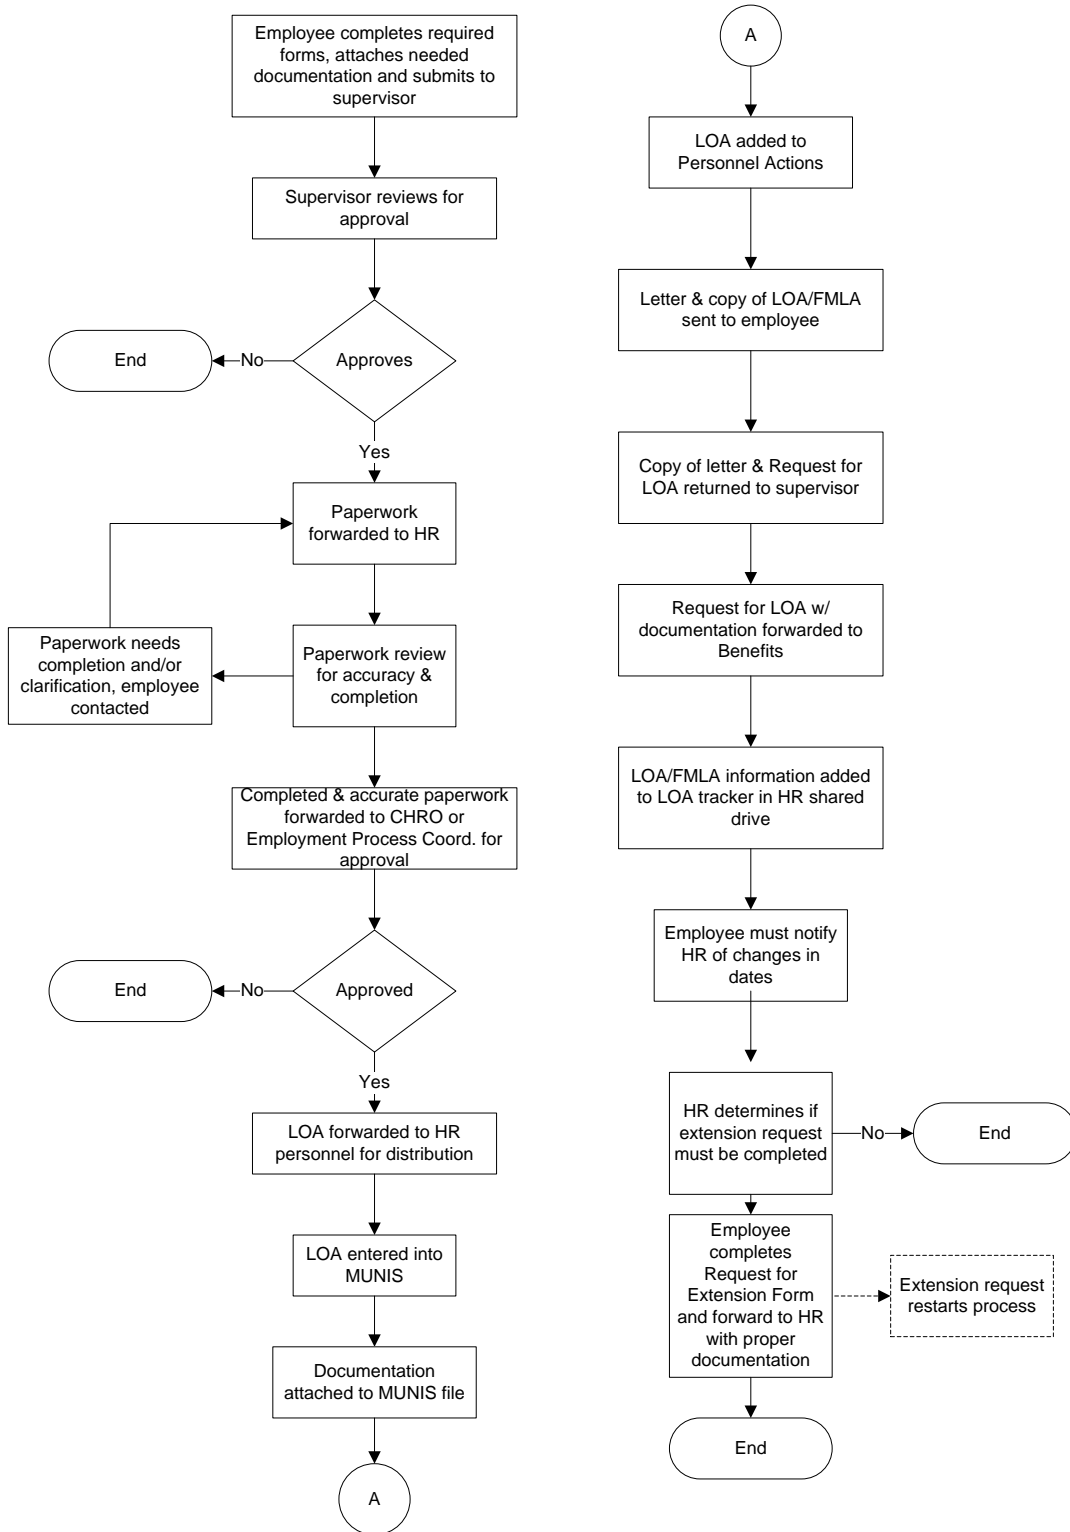 Employee completes required
forms, attaches needed
documentation and submits to
supervisor
Supervisor reviews for
approval
Approves
No
End
Yes
Paperwork
forwarded to HR
Paperwork review
for accuracy &
completion
Paperwork needs
completion and/or
clarification, employee
contacted
Completed & accurate paperwork
forwarded to CHRO or
Employment Process Coord. for
approval
Approved
No
End
Yes
LOA forwarded to HR
personnel for distribution
LOA entered into
MUNIS
Documentation
attached to MUNIS file
A
A
LOA added to
Personnel Actions
Letter & copy of LOA/FMLA
sent to employee
Copy of letter & Request for
LOA returned to supervisor
Request for LOA w/
documentation forwarded to
Benefits
LOA/FMLA information added
to LOA tracker in HR shared
drive
Employee must notify
HR of changes in
dates
HR determines if
extension request
must be completed
No
End
Employee
completes
Request for
Extension Form
and forward to HR
with proper
documentation
Extension request
restarts process
End